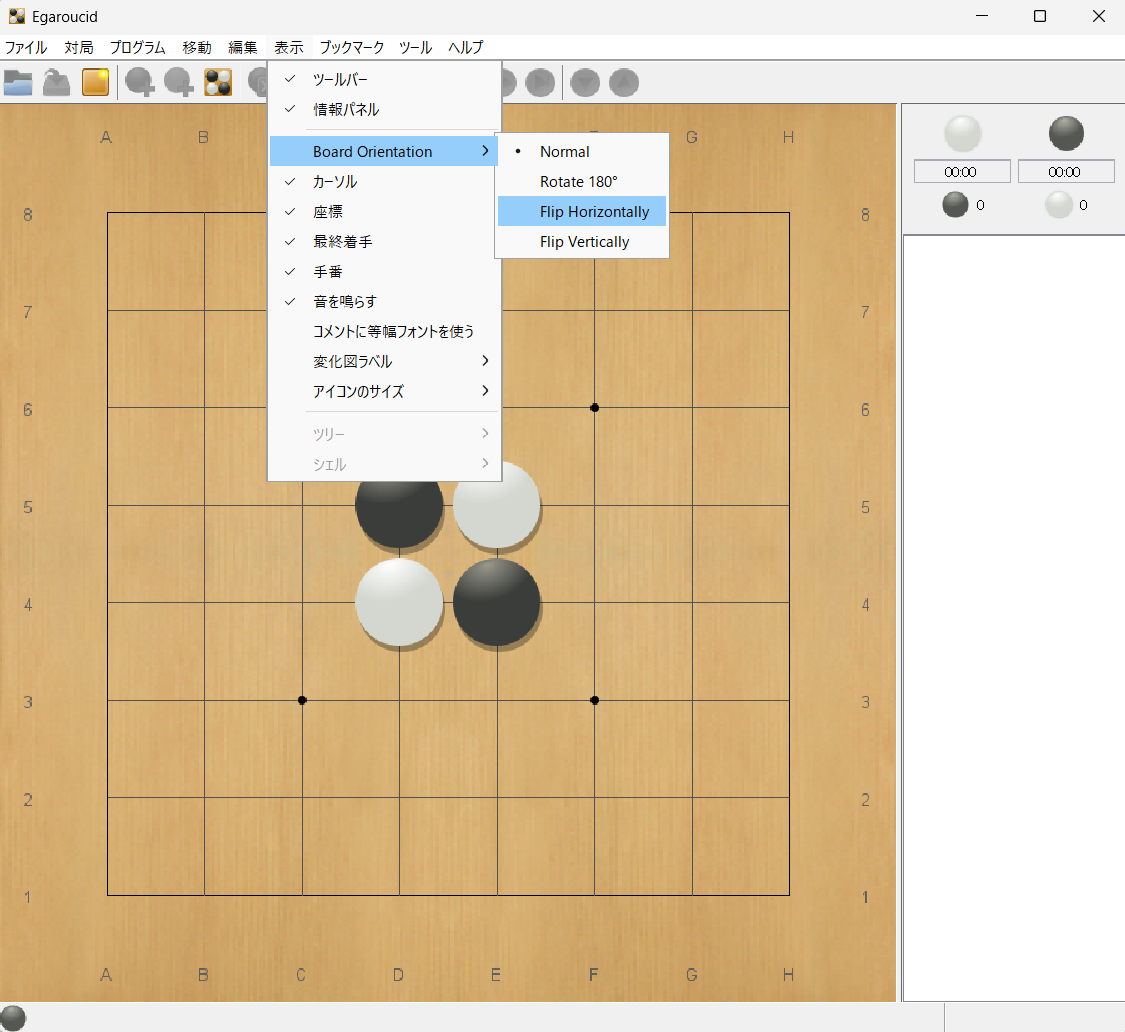 Egaroucid
ファイル 対局 プログラム 移動 編集 表示 ブックマーク ツール ヘルプ
ツールバー
情報パネル
Board Orientation
カーソル
座標
最終着手
手番
音を鳴らす
コメントに等幅フォントを使う
変化図ラベル
アイコンのサイズ
ツリー
シェル
Normal
Rotate 180°
Flip Horizontally
Flip Vertically
A B G H
8 8
7 7
6 6
5 5
4 4
3 3
2 2
1 1
A B C D E F G H
00:00 00:00
0 0